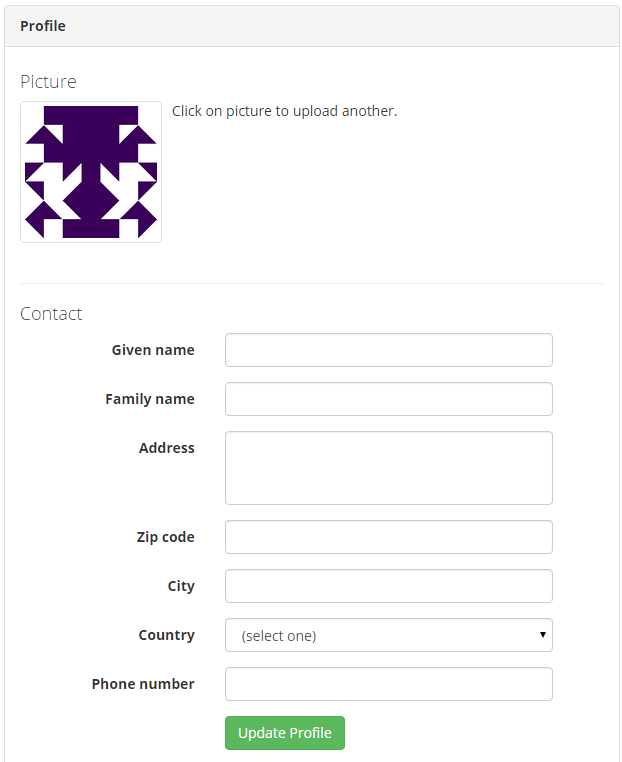 Profile
Picture
Click on picture to upload another.
Contact
Given name
Family name
Address
Zip code
City
Country
(select one)
Phone number
Update Profile